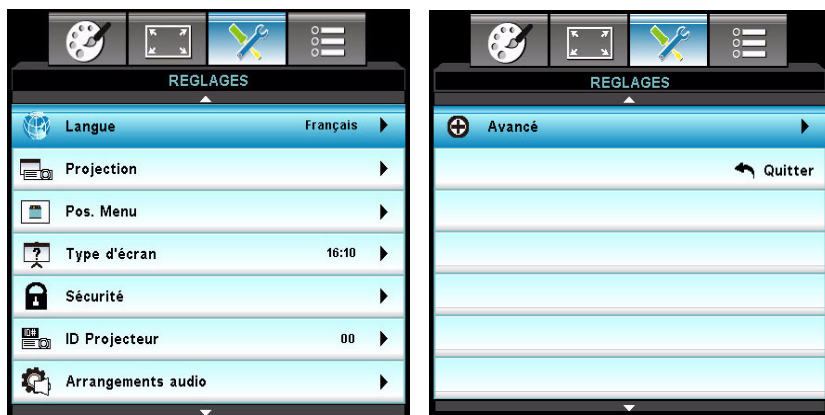 REGLAGES
Langue Français
Projection
Pos. Menu
Type d'écran 16:10
Sécurité
ID# ID Projecteur 00
Arrangements audio
REGLAGES
Avancé
Quitter